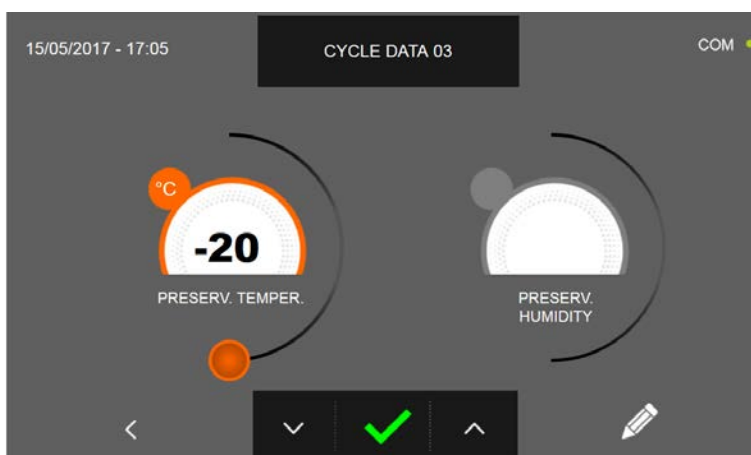 15/05/2017 - 17:05
CYCLE DATA 03
COM
°C
-20
PRESERV. TEMPER.
PRESERV.
HUMIDITY